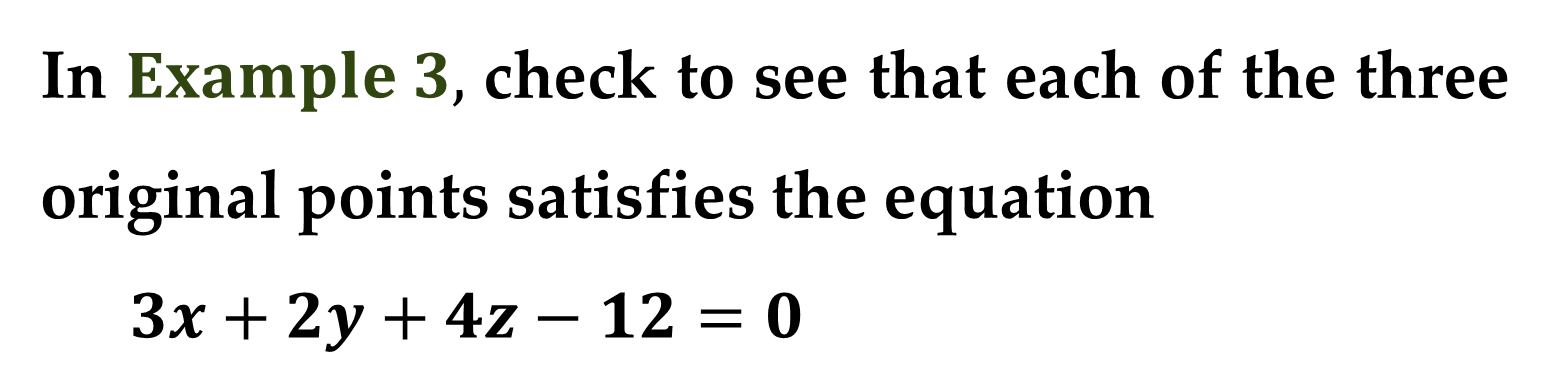 In Example 3, check to see that each of the three
original points satisfies the equation
3x + 2y + 4z − 12 = 0